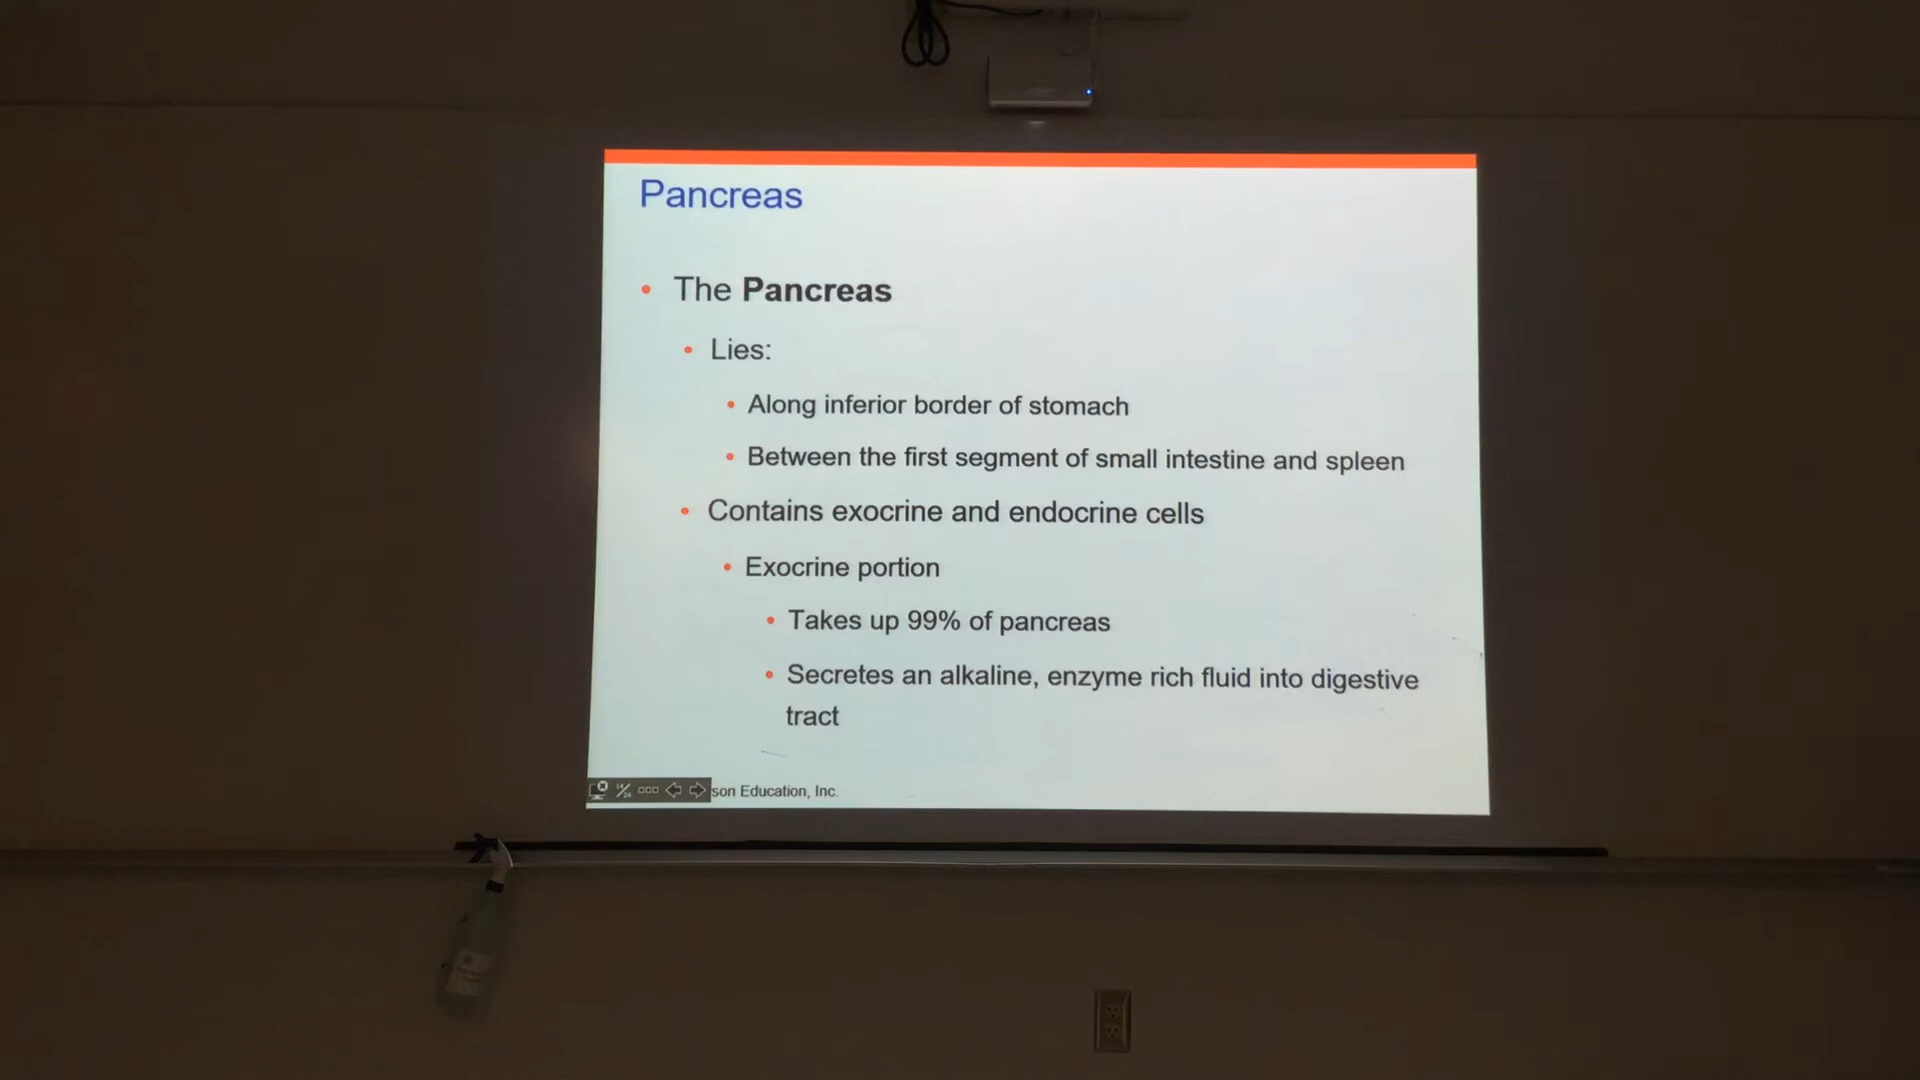 Pancreas
• The Pancreas
• Lies:
• Along inferior border of stomach
• Between the first segment of small intestine and spleen
• Contains exocrine and endocrine cells
• Exocrine portion
• Takes up 99% of pancreas
• Secretes an alkaline, enzyme rich fluid into digestive
tract
son Education, Inc.